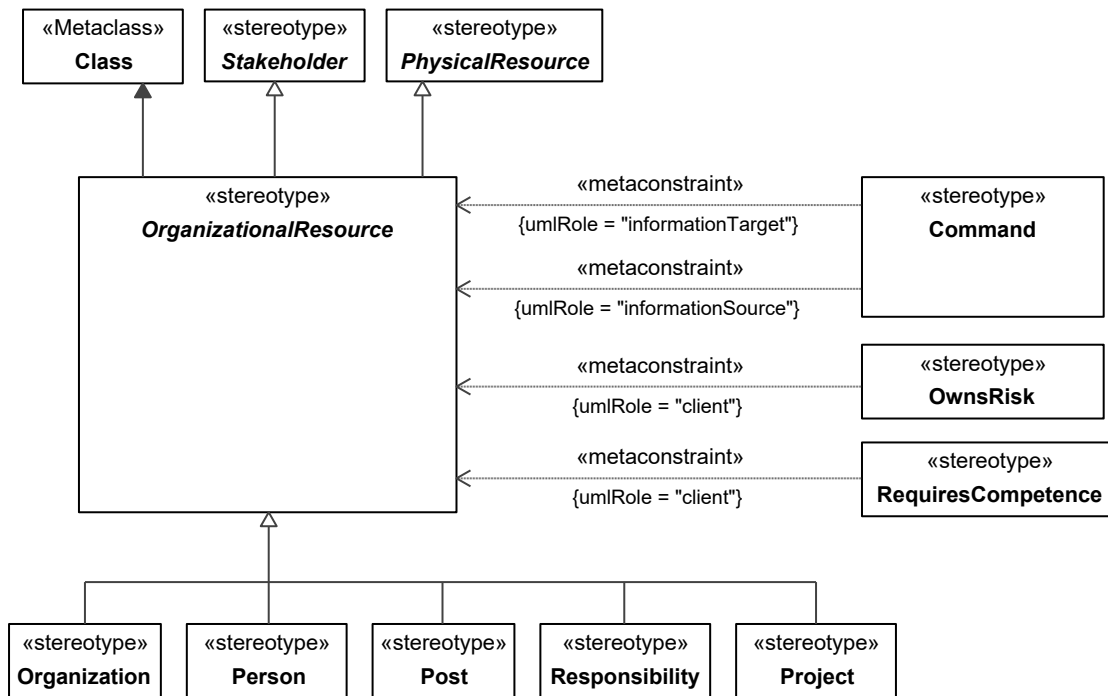 «Metaclass»
Class
«stereotype»
Stakeholder
«stereotype»
PhysicalResource
«stereotype»
OrganizationalResource
«metaconstraint»
{umlRole = "informationTarget"}
«metaconstraint»
{umlRole = "informationSource"}
«stereotype»
Command
«metaconstraint»
{umlRole = "client"}
«stereotype»
OwnsRisk
«metaconstraint»
{umlRole = "client"}
«stereotype»
RequiresCompetence
«stereotype»
Organization
«stereotype»
Person
«stereotype»
Post
«stereotype»
Responsibility
«stereotype»
Project